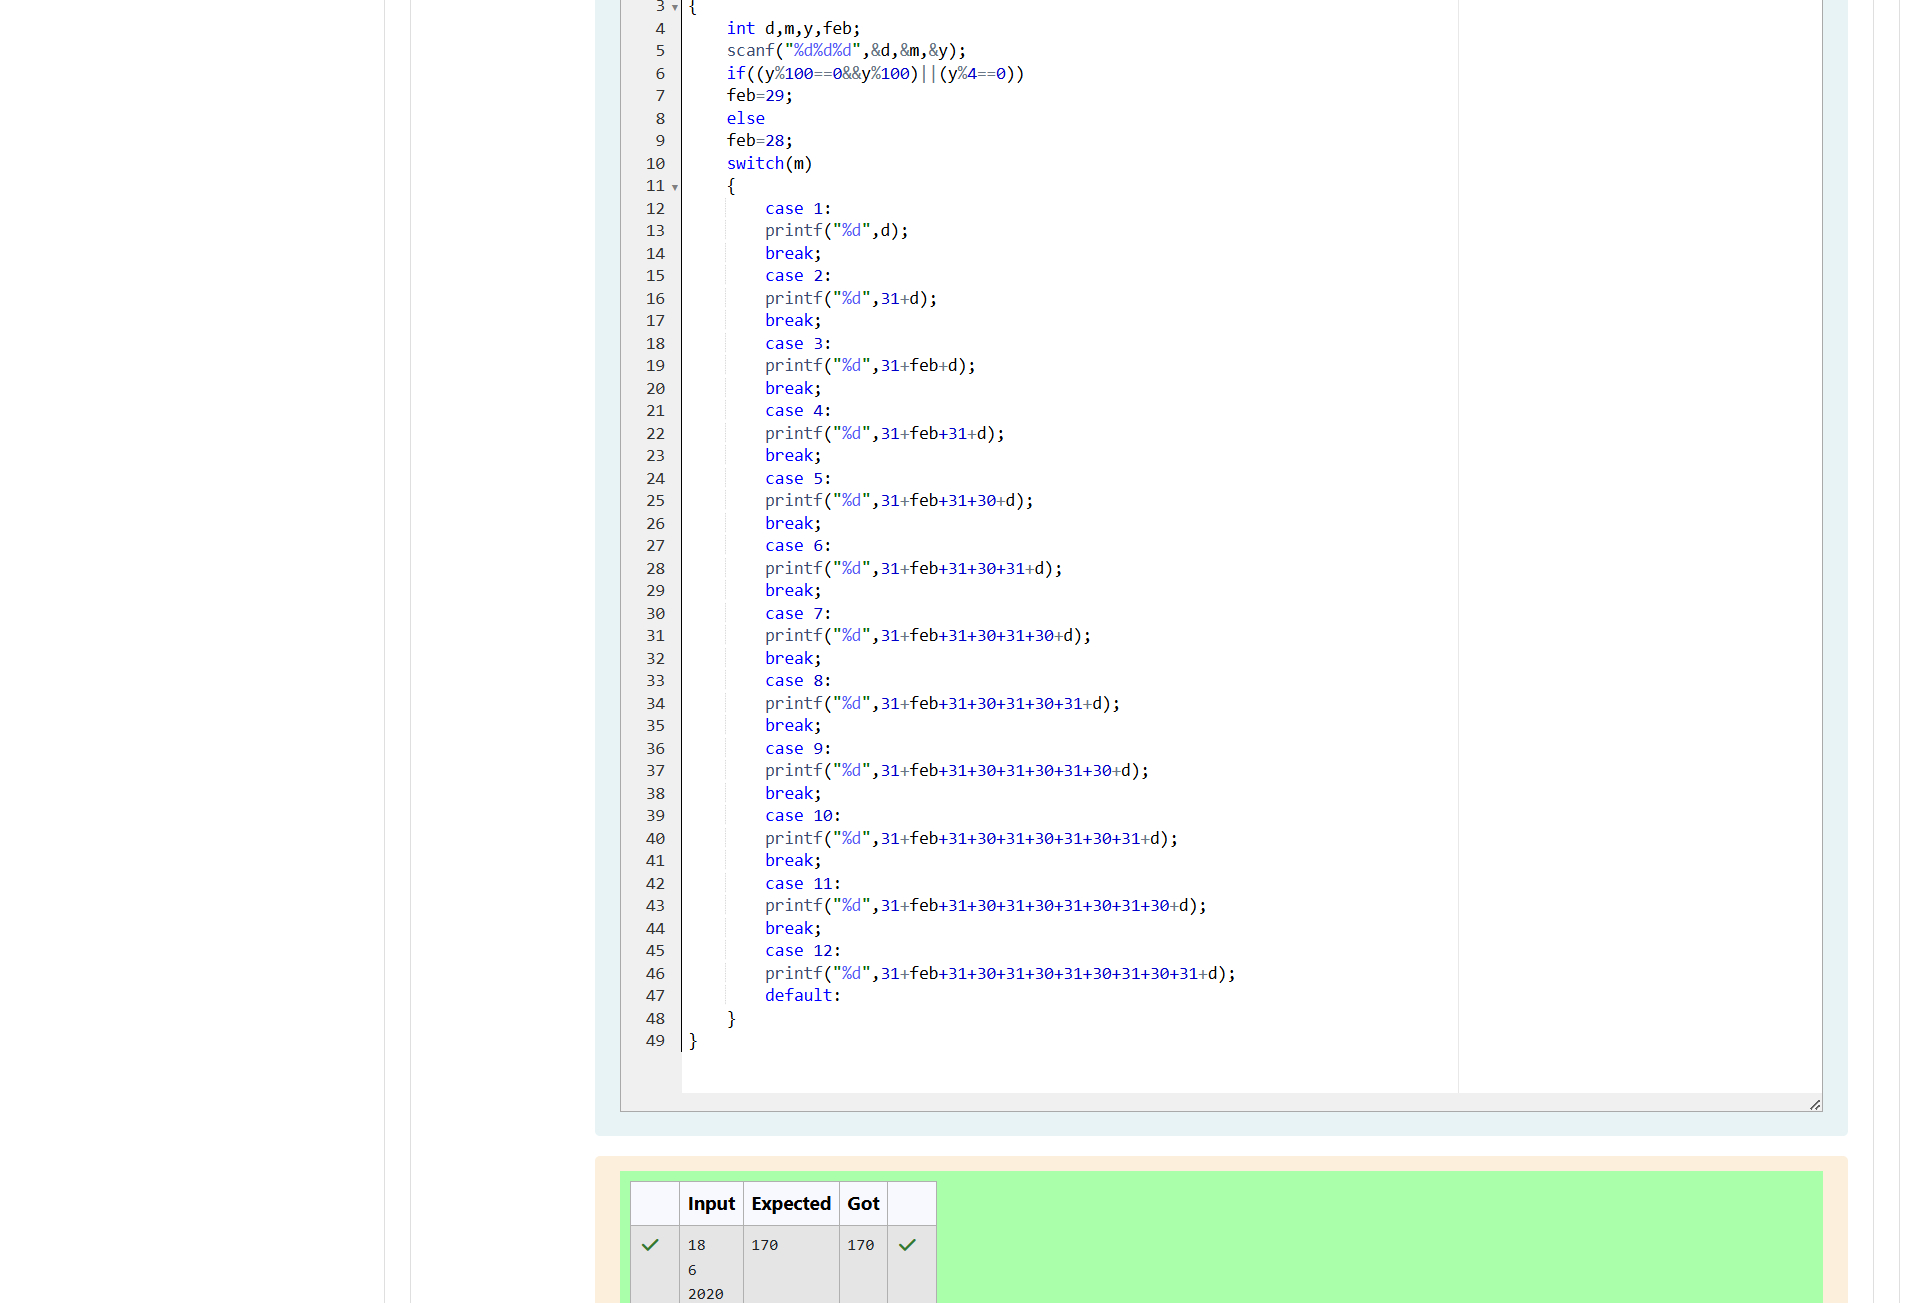 3 {
4 int d,m,y,feb;
5 scanf("%d%d%d",&d,&m,&y);
6 if((y%100==0&&y%100)||(y%4==0))
7 feb=29;
8 else
9 feb=28;
10 switch(m)
11 {
12 case 1:
13 printf("%d",d);
14 break;
15 case 2:
16 printf("%d",31+d);
17 break;
18 case 3:
19 printf("%d",31+feb+d);
20 break;
21 case 4:
22 printf("%d",31+feb+31+d);
23 break;
24 case 5:
25 printf("%d",31+feb+31+30+d);
26 break;
27 case 6:
28 printf("%d",31+feb+31+30+31+d);
29 break;
30 case 7:
31 printf("%d",31+feb+31+30+31+30+d);
32 break;
33 case 8:
34 printf("%d",31+feb+31+30+31+30+31+d);
35 break;
36 case 9:
37 printf("%d",31+feb+31+30+31+30+31+30+d);
38 break;
39 case 10:
40 printf("%d",31+feb+31+30+31+30+31+30+31+d);
41 break;
42 case 11:
43 printf("%d",31+feb+31+30+31+30+31+30+31+30+d);
44 break;
45 case 12:
46 printf("%d",31+feb+31+30+31+30+31+30+31+30+31+d);
47 default:
48 }
49 }
Input Expected Got
18 170 170
6
2020